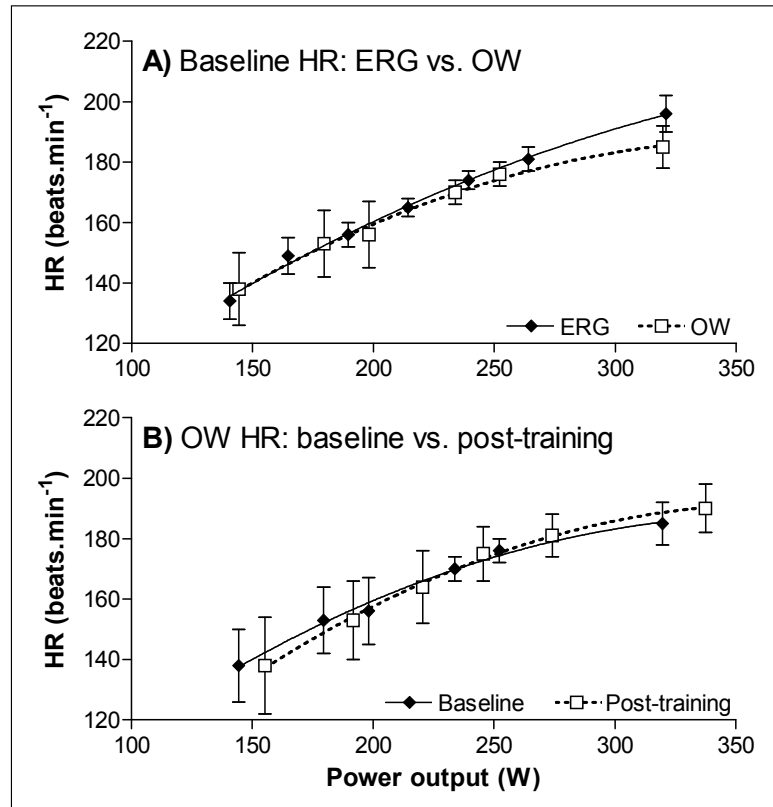 A) Baseline HR: ERG vs. OW
HR (beats.min⁻¹)
220
200
180
160
140
120
ERG OW
100 150 200 250 300 350
B) OW HR: baseline vs. post-training
HR (beats.min⁻¹)
220
200
180
160
140
120
Baseline Post-training
100 150 200 250 300 350
Power output (W)